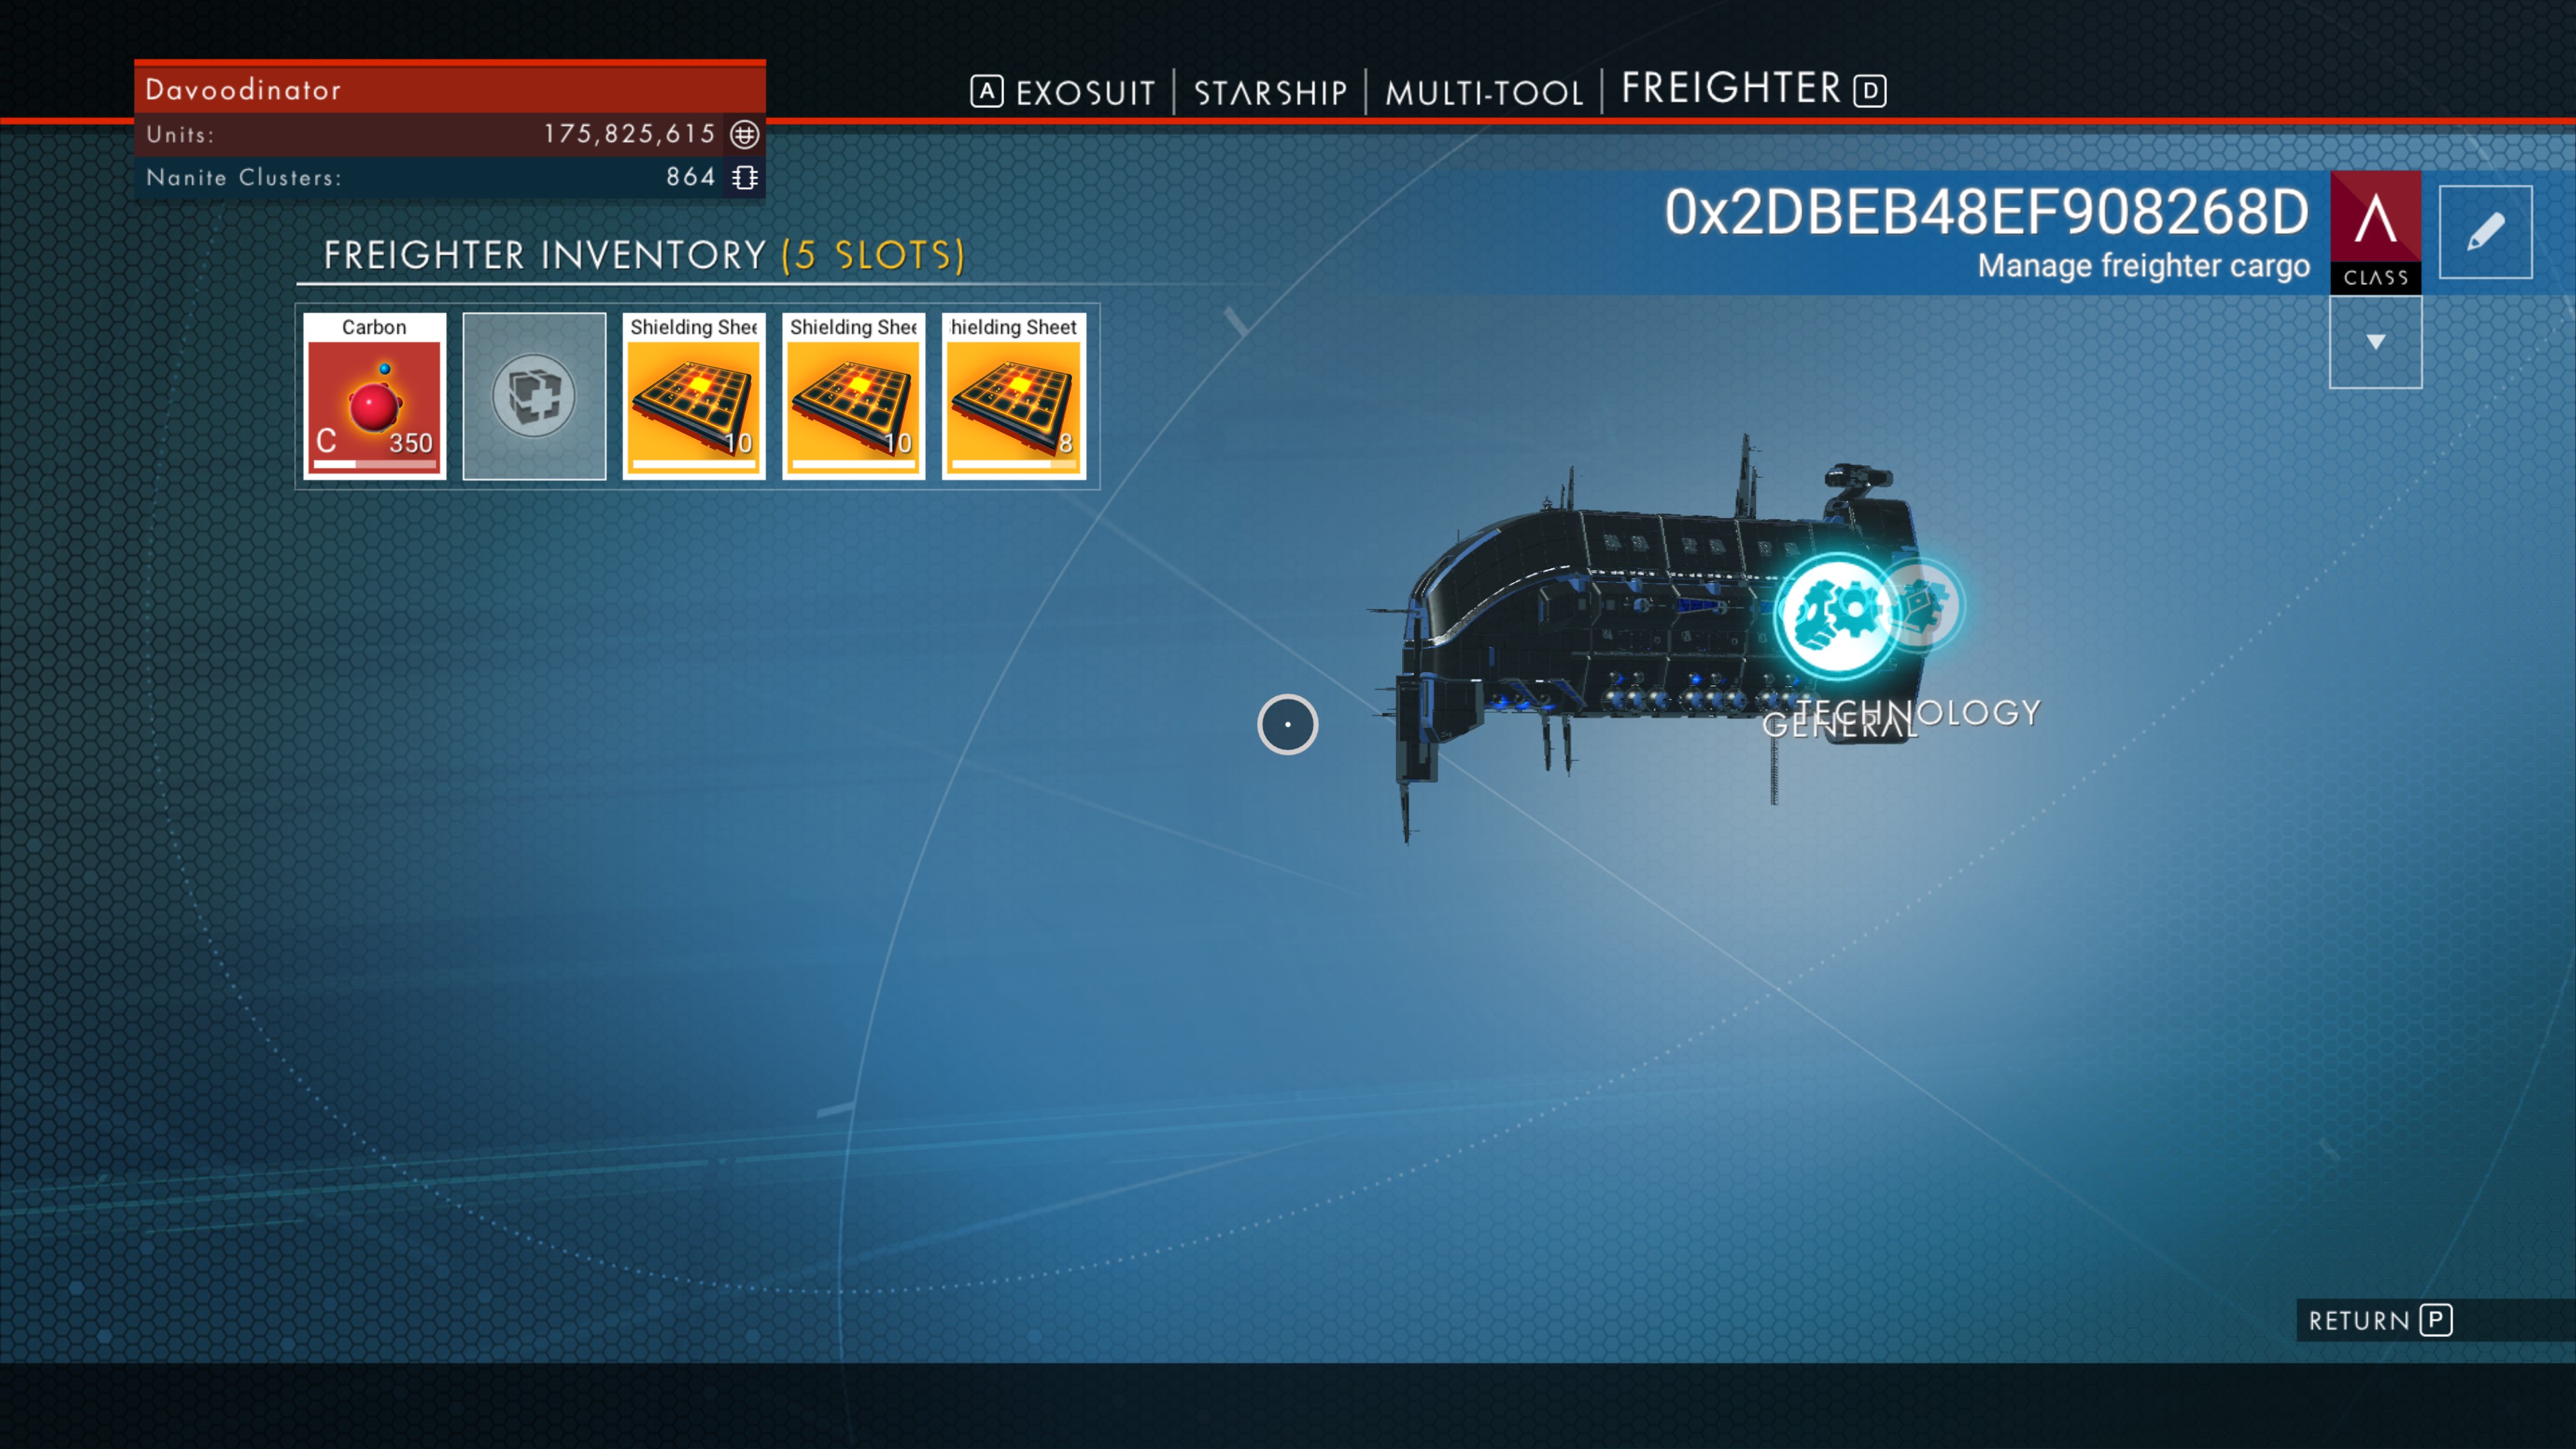 Davoodinator
Units: 175,825,615
Nanite Clusters: 864
A EXOSUIT STARSHIP MULTI-TOOL FREIGHTER D
0x2DBEB48EF908268D
Manage freighter cargo
A
CLASS
FREIGHTER INVENTORY (5 SLOTS)
Carbon Shielding Shee Shielding Shee hielding Sheet
C 350 10 10 8
TECHNOLOGY
GENERAL
RETURN P